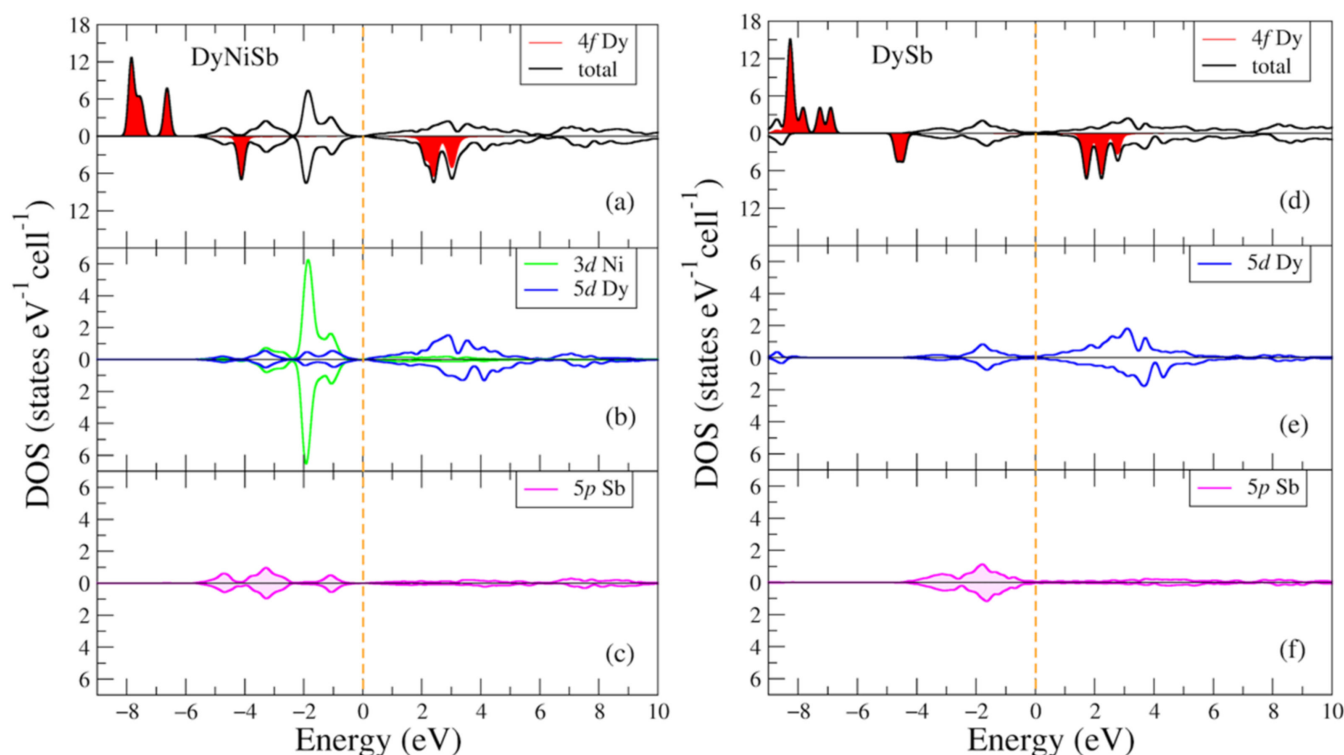 18
12
6
0
6
12
DyNiSb
4f Dy
total
(a)
6
4
2
0
2
4
6
3d Ni
5d Dy
(b)
6
4
2
0
2
4
6
5p Sb
(c)
−8 −6 −4 −2 0 2 4 6 8 10
Energy (eV)
DOS (states eV⁻¹cell⁻¹)
18
12
6
0
6
12
DySb
4f Dy
total
(d)
6
4
2
0
2
4
6
5d Dy
(e)
6
4
2
0
2
4
6
5p Sb
(f)
−8 −6 −4 −2 0 2 4 6 8 10
Energy (eV)
DOS (states eV⁻¹cell⁻¹)